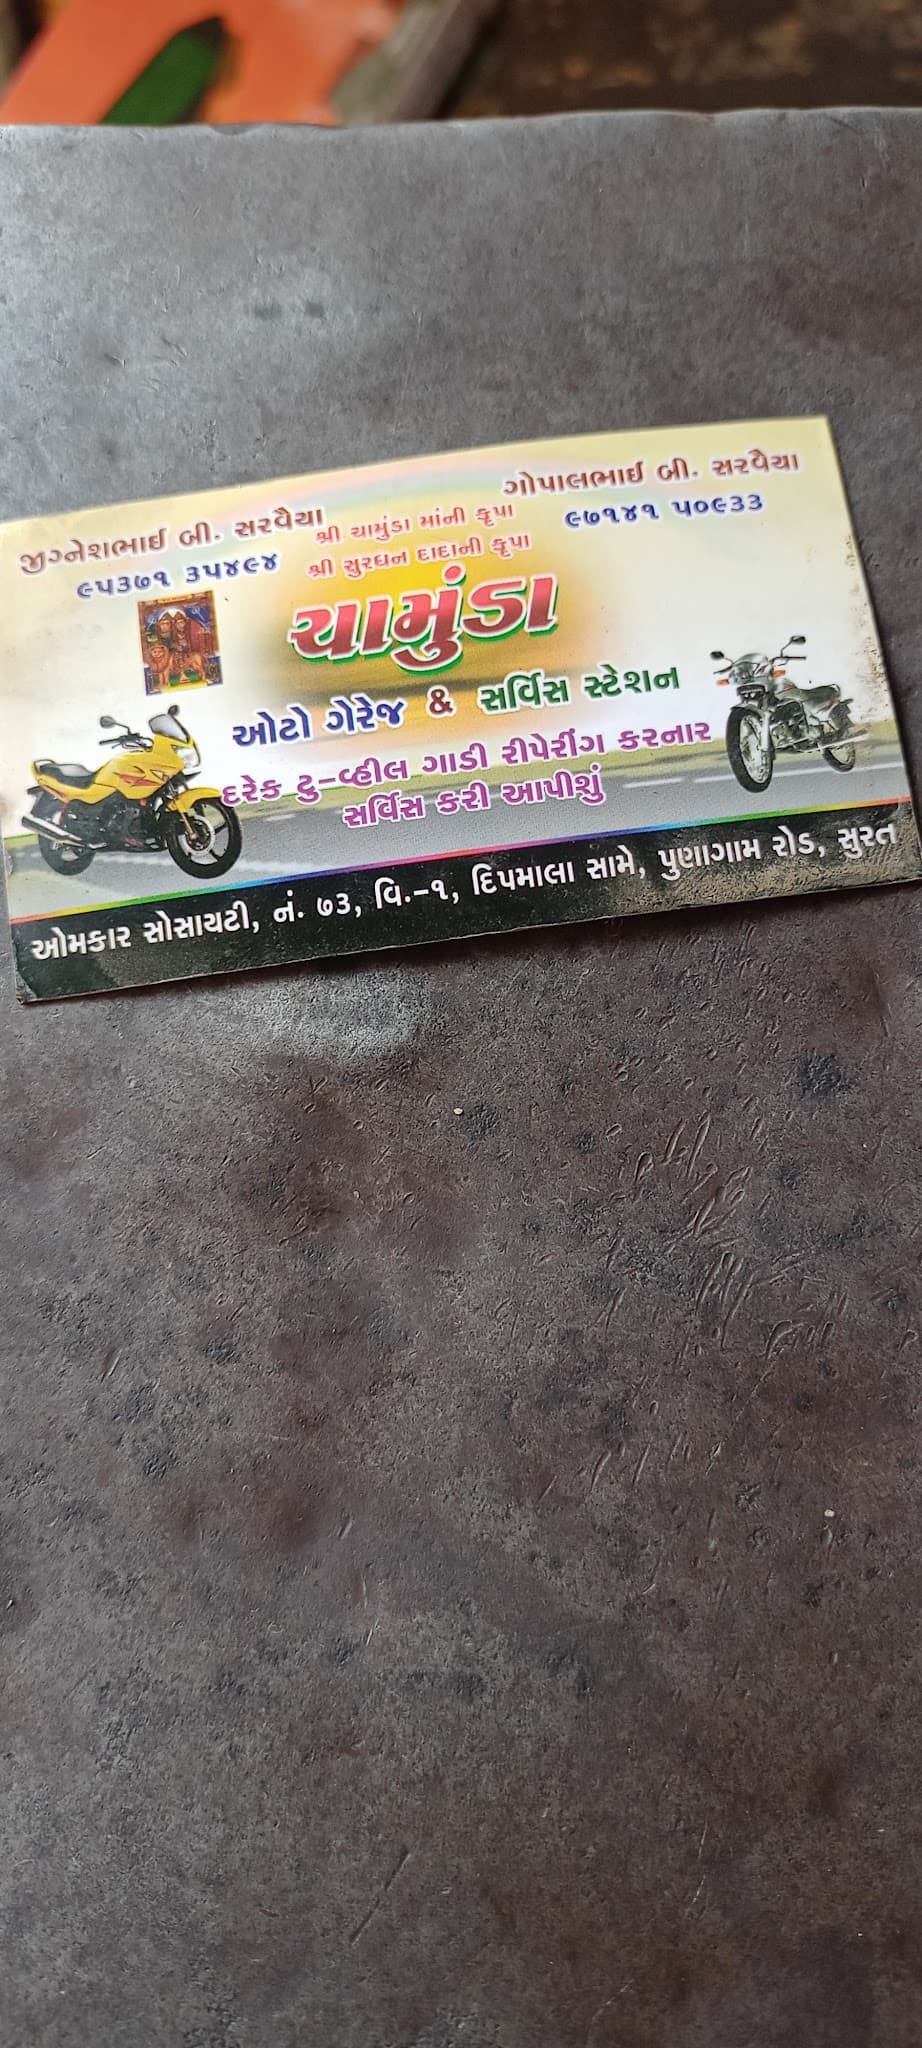 જીગ્નેશભાઈ બી. સરવૈયા
૯૫૩૭૧ ૩૫૪૯૪
ગોપાલભાઈ બી. સરવૈયા
૯૭૧૪૧ ૫૦૯૩૩
શ્રી ચામુંડા માંની કૃપા
શ્રી સુરધન દાદાની કૃપા
ચામુંડા
ઓટો ગેરેજ & સર્વિસ સ્ટેશન
દરેક ટુ-વ્હીલ ગાડી રીપેરીંગ કરનાર
સર્વિસ કરી આપીશું
ઓમકાર સોસાયટી, નં. ૭૩, વિ.-૧, દિપમાલા સામે, પુણાગામ રોડ, સુરત